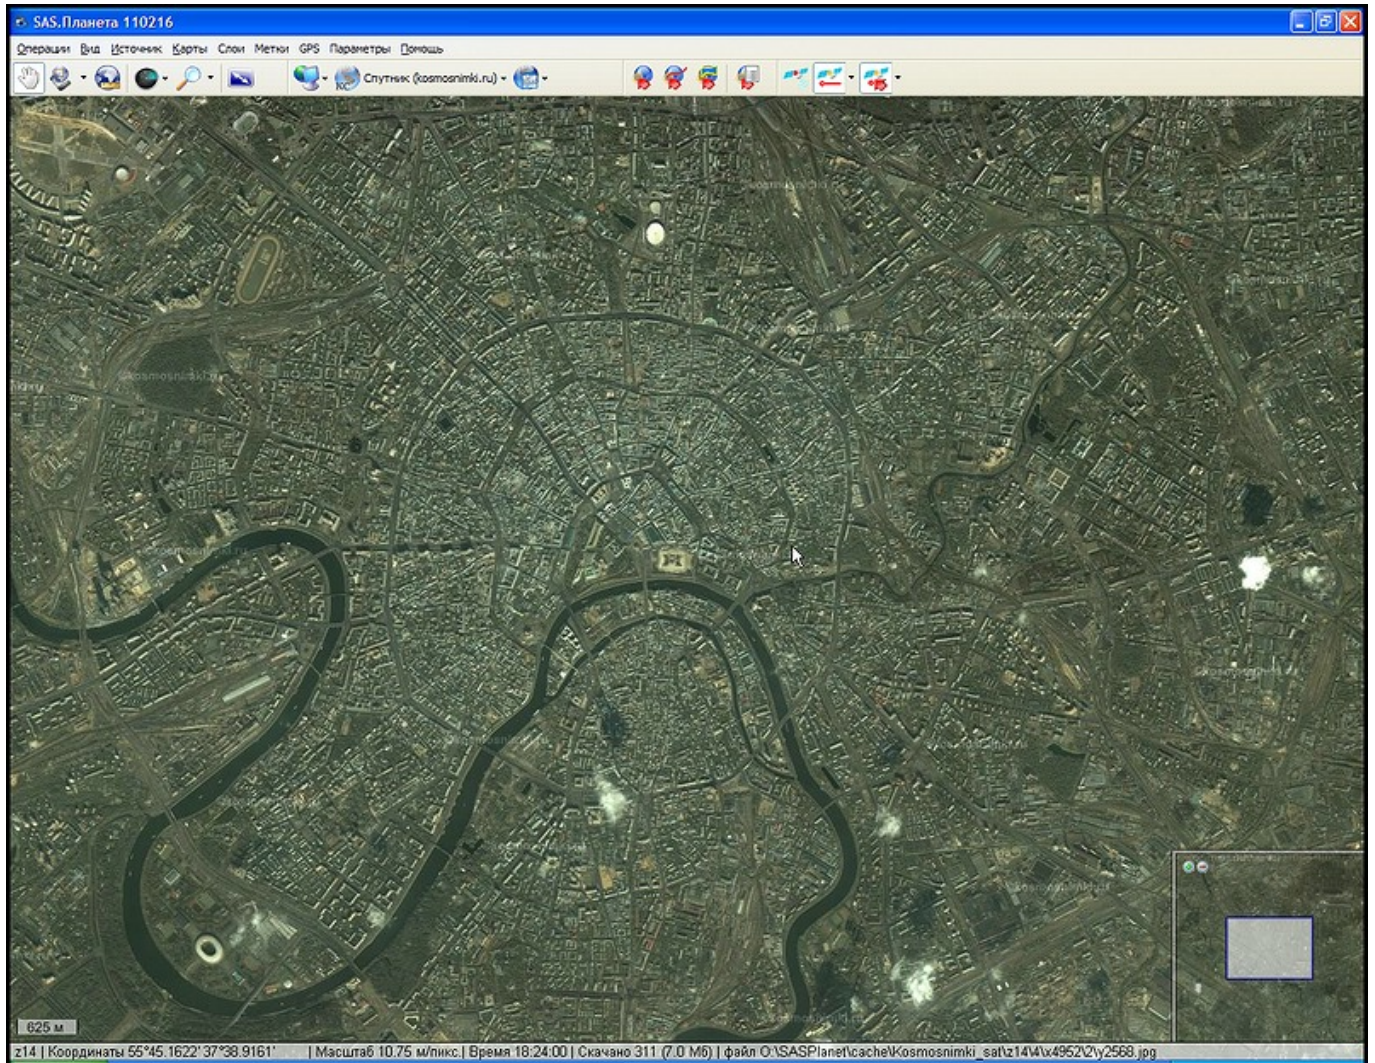 SAS.Планета 110216
Операции Вид Источник Карты Слои Метки GPS Параметры Помощь
Спутник (kosmosnimki.ru)
625 м
z14 | Координаты 55°45.1622' 37°38.9161' | Масштаб 10.75 м/пикс.| Время 18:24:00 | Скачано 311 (7.0 Мб) | файл O:\SASPlanet\cache\Kosmosnimki_sat\z14\4\x4952\2\y2568.jpg